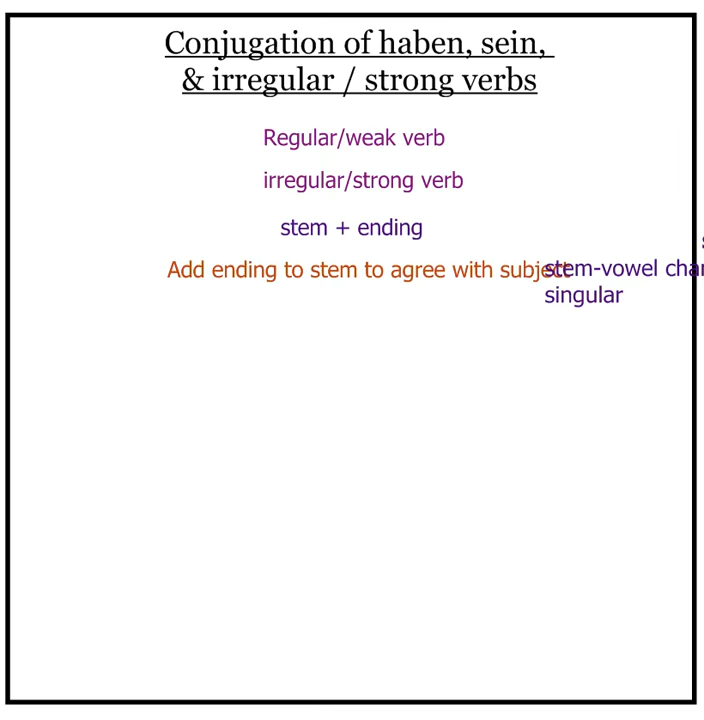 Conjugation of haben, sein,
& irregular / strong verbs
Regular/weak verb
irregular/strong verb
stem + ending
Add ending to stem to agree with subject
stem-vowel
singular